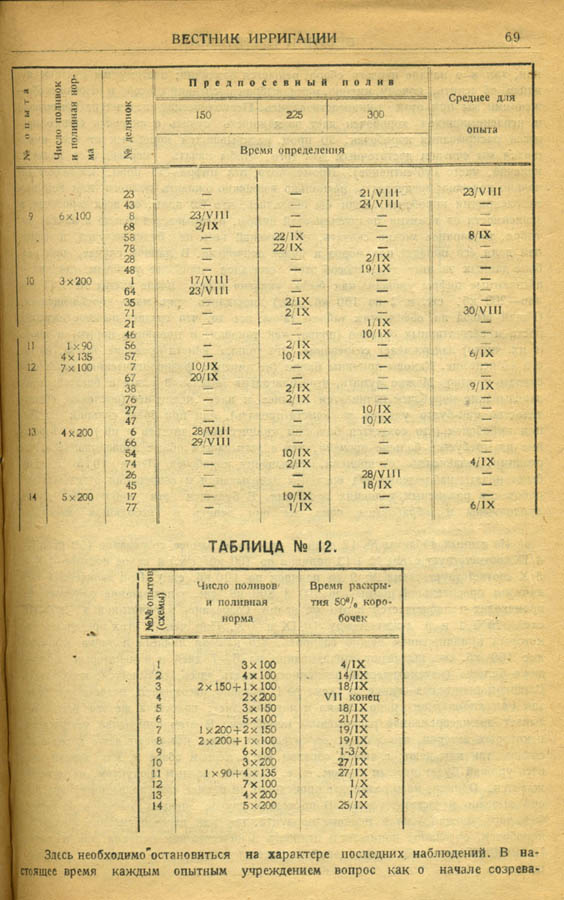 ВЕСТНИК ИРРИГАЦИИ 69
№ опыта Число поливок и поливная норма № делянок Предпосевный полив Среднее для опыта
150 225 300
Время определения
23 — — 21/VIII 23/VIII
43 — — 24/VIII —
9 6×100 8 23/VIII — — —
68 2/IX — — —
58 — 22/IX — 8/IX
78 — 22/IX — —
28 — — 2/IX —
48 — — 19/IX —
10 3×200 1 17/VIII — — —
64 23/VIII — — —
35 — 2/IX — —
71 — 2/IX — 30/VIII
21 — — 1/IX —
46 — — 10/IX —
11 1×90 56 — 2/IX — —
4×135 57 — 10/IX — 6/IX
12 7×100 7 10/IX — — —
67 20/IX — — —
38 — 2/IX — 9/IX
76 — 2/IX — —
27 — — 10/IX —
47 — — 10/IX —
13 4×200 6 28/VIII — — —
66 29/VIII — — —
54 — 10/IX — —
74 — 2/IX — 4/IX
26 — — 28/VIII —
45 — — 18/IX —
14 5×200 17 — 10/IX — —
77 — 1/IX — 6/IX
ТАБЛИЦА № 12.
№№ опытов (схемы) Число поливов и поливная норма Время раскрытия 50% коробочек
1 3×100 4/IX
2 4×100 14/IX
3 2×150+1×100 18/IX
4 2×200 VII конец
5 3×150 18/IX
6 5×100 21/IX
7 1×200+2×150 19/IX
8 2×200+1×100 19/IX
9 6×100 1-3/X
10 3×200 27/IX
11 1×90+4×135 27/IX
12 7×100 1/X
13 4×200 1/X
14 5×200 25/IX
Здесь необходимо остановиться на характере последних наблюдений. В на-
стоящее время каждым опытным учреждением вопрос как о начале созрева-